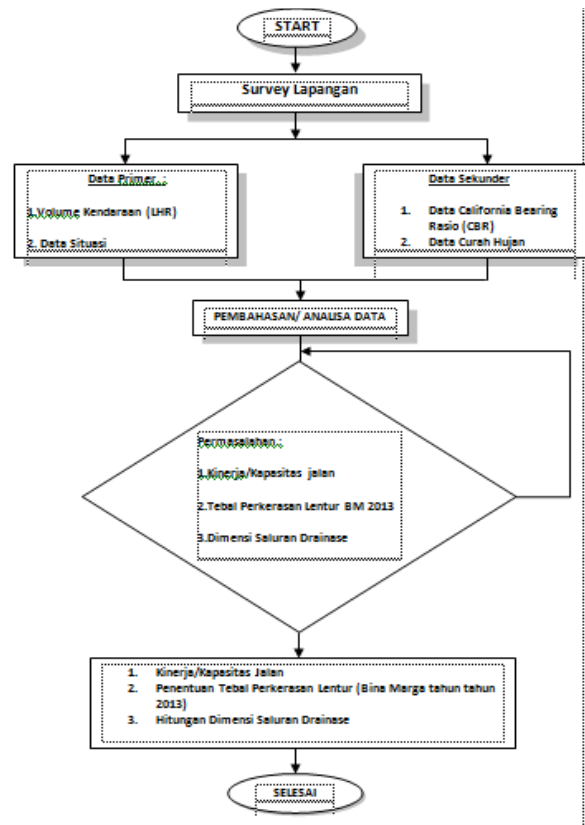 START
Survey Lapangan
Data Primer :
1.Volume Kendaraan (LHR)
2. Data Situasi
Data Sekunder
1. Data California Bearing
Rasio (CBR)
2. Data Curah Hujan
PEMBAHASAN/ ANALISA DATA
Permasalahan :
1.Kinerja/Kapasitas jalan
2.Tebal Perkerasan Lentur BM 2013
3.Dimensi Saluran Drainase
1. Kinerja/Kapasitas Jalan
2. Penentuan Tebal Perkerasan Lentur (Bina Marga tahun tahun
2013)
3. Hitungan Dimensi Saluran Drainase
SELESAI